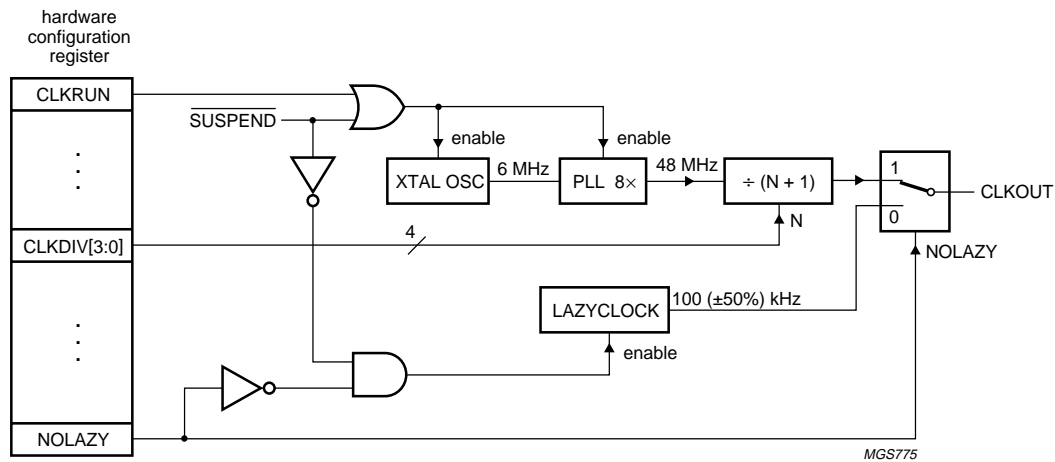 hardware
configuration
register
CLKRUN
SUSPEND
enable
enable
XTAL OSC
6 MHz
PLL 8×
48 MHz
÷ (N + 1)
1
0
CLKOUT
N
4
CLKDIV[3:0]
NOLAZY
LAZYCLOCK
100 (±50%) kHz
enable
NOLAZY
MGS775